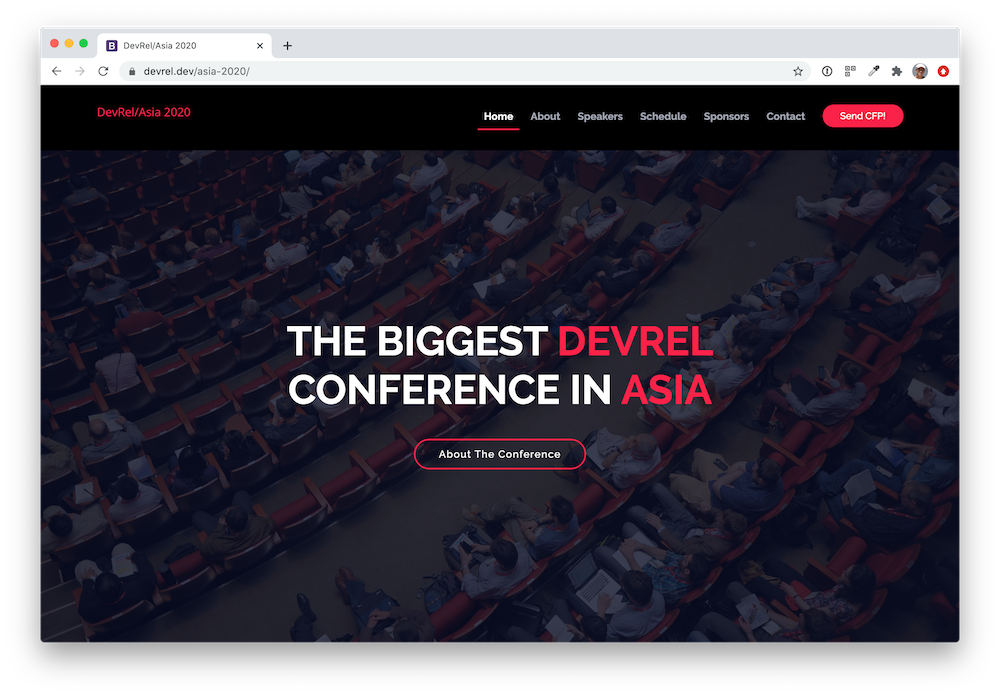 DevRel/Asia 2020
devrel.dev/asia-2020/
DevRel/Asia 2020
Home About Speakers Schedule Sponsors Contact Send CFP!
THE BIGGEST DEVREL
CONFERENCE IN ASIA
About The Conference